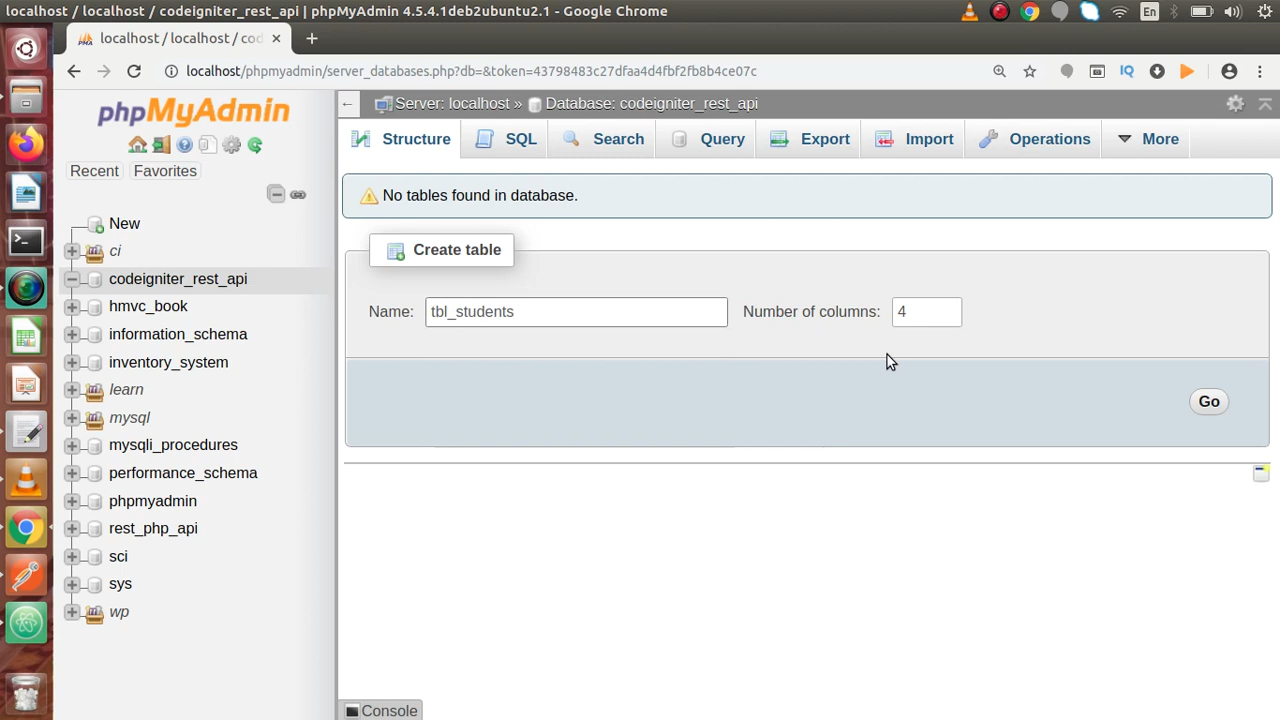 localhost / localhost / codeigniter_rest_api | phpMyAdmin 4.5.4.1deb2ubuntu2.1 - Google Chrome
En
localhost / localhost / cod
localhost/phpmyadmin/server_databases.php?db=&token=43798483c27dfaa4d4fbf2fb8b4ce07c
IQ
phpMyAdmin
Recent
Favorites
New
ci
codeigniter_rest_api
hmvc_book
information_schema
inventory_system
learn
mysql
mysqli_procedures
performance_schema
phpmyadmin
rest_php_api
sci
sys
wp
Server: localhost » Database: codeigniter_rest_api
Structure SQL Search Query Export Import Operations More
No tables found in database.
Create table
Name: tbl_students Number of columns: 4
Go
Console